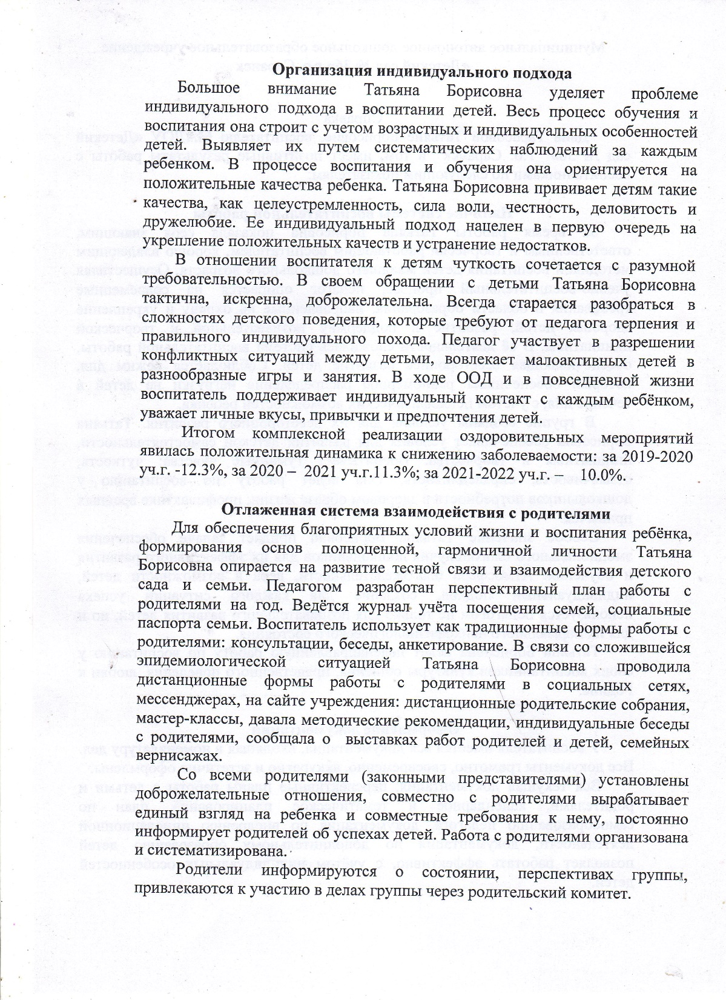 Организация индивидуального подхода
Большое внимание Татьяна Борисовна уделяет проблеме
индивидуального подхода в воспитании детей. Весь процесс обучения и
воспитания она строит с учетом возрастных и индивидуальных особенностей
детей. Выявляет их путем систематических наблюдений за каждым
ребенком. В процессе воспитания и обучения она ориентируется на
положительные качества ребенка. Татьяна Борисовна прививает детям такие
качества, как целеустремленность, сила воли, честность, деловитость и
дружелюбие. Ее индивидуальный подход нацелен в первую очередь на
укрепление положительных качеств и устранение недостатков.
В отношении воспитателя к детям чуткость сочетается с разумной
требовательностью. В своем обращении с детьми Татьяна Борисовна
тактична, искренна, доброжелательна. Всегда старается разобраться в
сложностях детского поведения, которые требуют от педагога терпения и
правильного индивидуального похода. Педагог участвует в разрешении
конфликтных ситуаций между детьми, вовлекает малоактивных детей в
разнообразные игры и занятия. В ходе ООД и в повседневной жизни
воспитатель поддерживает индивидуальный контакт с каждым ребёнком,
уважает личные вкусы, привычки и предпочтения детей.
Итогом комплексной реализации оздоровительных мероприятий
явилась положительная динамика к снижению заболеваемости: за 2019-2020
уч.г. -12.3%, за 2020 – 2021 уч.г.11.3%; за 2021-2022 уч.г. – 10.0%.
Отлаженная система взаимодействия с родителями
Для обеспечения благоприятных условий жизни и воспитания ребёнка,
формирования основ полноценной, гармоничной личности Татьяна
Борисовна опирается на развитие тесной связи и взаимодействия детского
сада и семьи. Педагогом разработан перспективный план работы с
родителями на год. Ведётся журнал учёта посещения семей, социальные
паспорта семьи. Воспитатель использует как традиционные формы работы с
родителями: консультации, беседы, анкетирование. В связи со сложившейся
эпидемиологической ситуацией Татьяна Борисовна проводила
дистанционные формы работы с родителями в социальных сетях,
мессенджерах, на сайте учреждения: дистанционные родительские собрания,
мастер-классы, давала методические рекомендации, индивидуальные беседы
с родителями, сообщала о выставках работ родителей и детей, семейных
вернисажах.
Со всеми родителями (законными представителями) установлены
доброжелательные отношения, совместно с родителями вырабатывает
единый взгляд на ребенка и совместные требования к нему, постоянно
информирует родителей об успехах детей. Работа с родителями организована
и систематизирована.
Родители информируются о состоянии, перспективах группы,
привлекаются к участию в делах группы через родительский комитет.